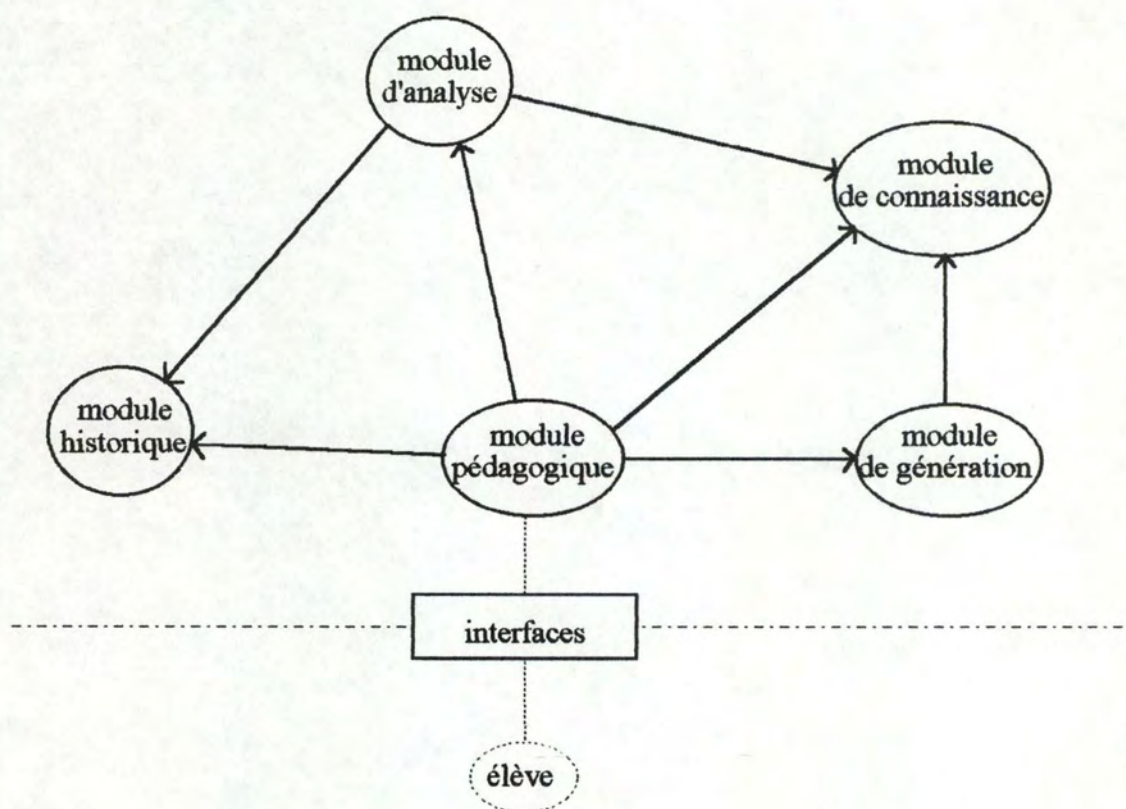 module
d'analyse
module
de connaissance
module
historique
module
pédagogique
module
de génération
interfaces
élève